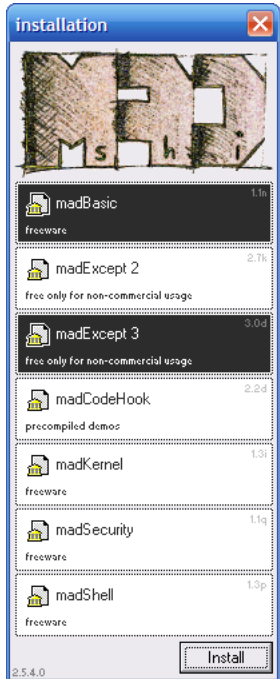 installation
MAD
s h i
madBasic 1.1n
freeware
madExcept 2 2.7k
free only for non-commercial usage
madExcept 3 3.0d
free only for non-commercial usage
madCodeHook 2.2d
precompiled demos
madKernel 1.3i
freeware
madSecurity 1.1q
freeware
madShell 1.3p
freeware
Install
2.5.4.0